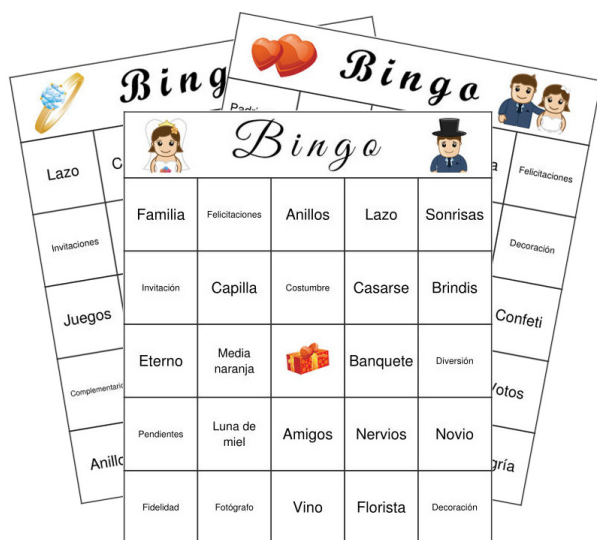 Bingo
Lazo
Invitaciones
Juegos
Bingo
Felicitaciones
Decoración
Confeti
Bingo
Familia
Felicitaciones
Anillos
Lazo
Sonrisas
Invitación
Capilla
Costumbre
Casarse
Brindis
Eterno
Media
naranja
Banquete
Diversión
Pendientes
Luna de
miel
Amigos
Nervios
Novio
Fidelidad
Fotógrafo
Vino
Florista
Decoración